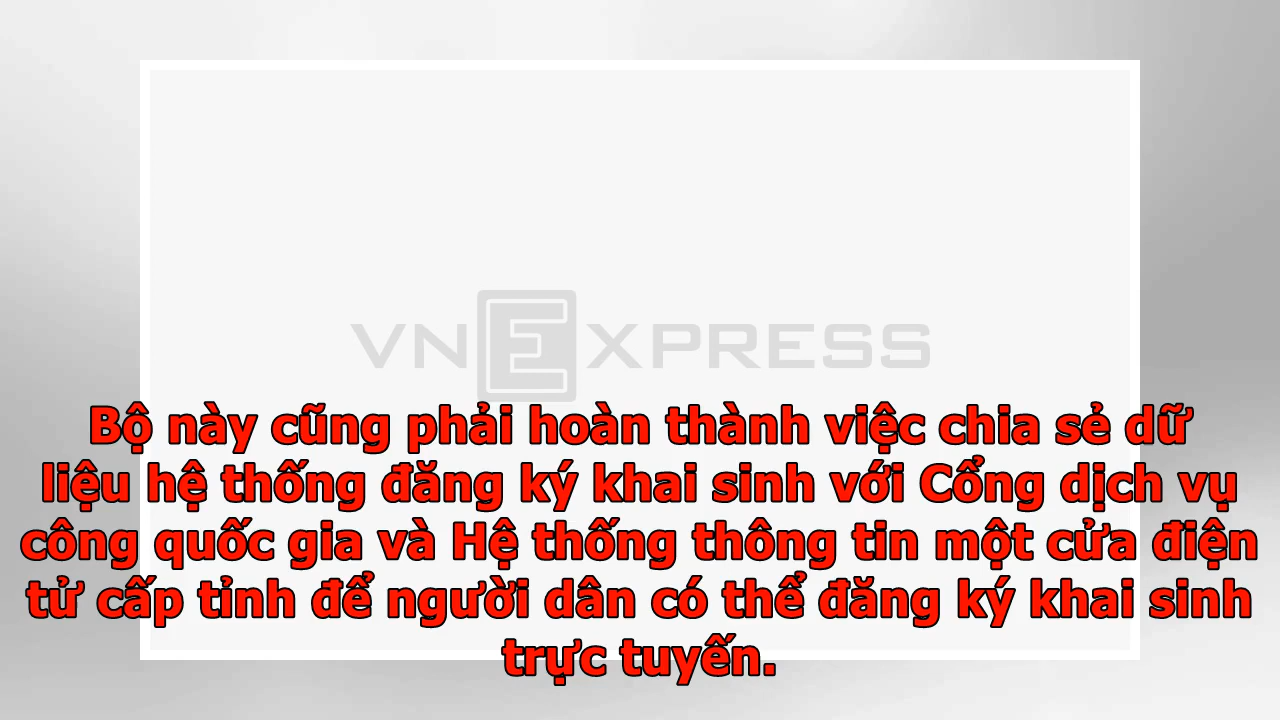 VNEXPRESS
Bộ này cũng phải hoàn thành việc chia sẻ dữ
liệu hệ thống đăng ký khai sinh với Cổng dịch vụ
công quốc gia và Hệ thống thông tin một cửa điện
tử cấp tỉnh để người dân có thể đăng ký khai sinh
trực tuyến.